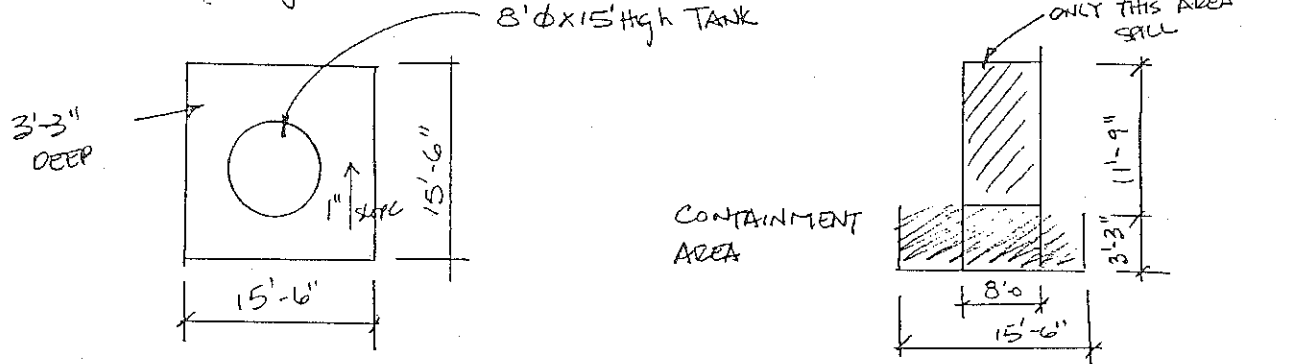 8'ϕX15'High TANK
3'-3"
DEEP
1" SLOPE
15'-6"
15'-6"
ONLY THIS AREA
SPILL
11'-9"
CONTAINMENT
AREA
3'-3"
8'-0
15'-6"